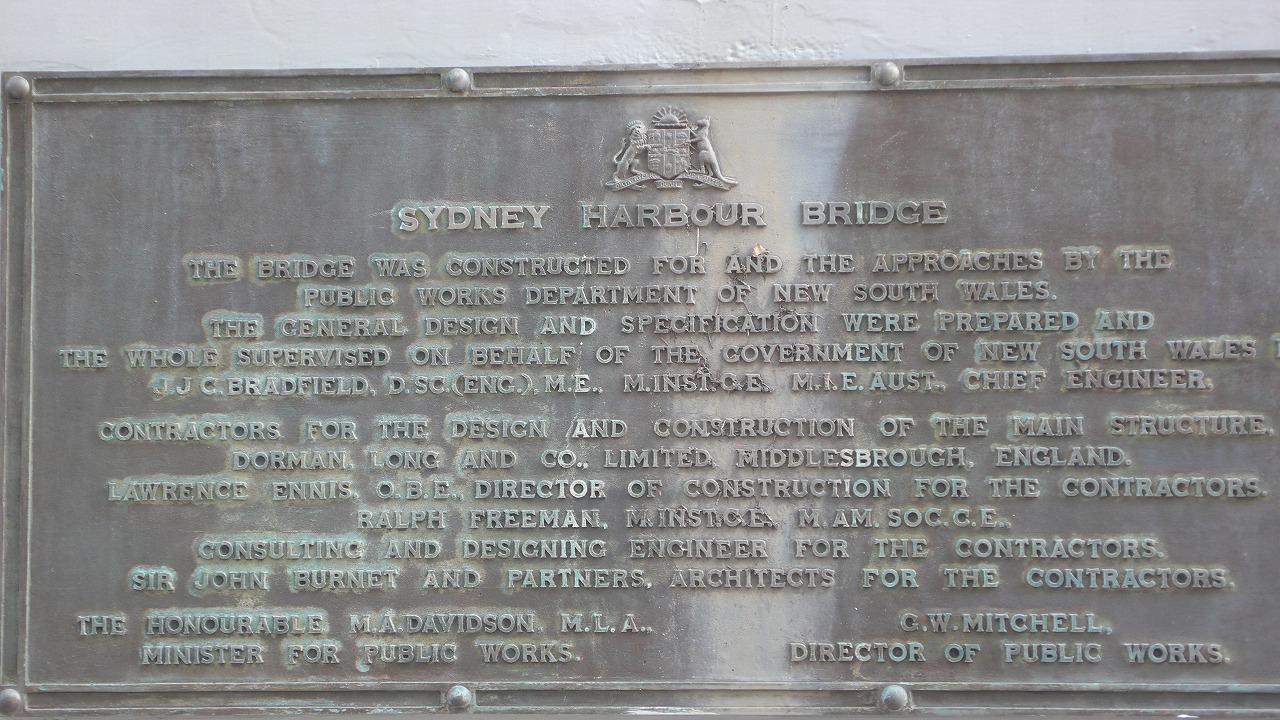 SYDNEY HARBOUR BRIDGE
THE BRIDGE WAS CONSTRUCTED FOR AND THE APPROACHES BY THE
PUBLIC WORKS DEPARTMENT OF NEW SOUTH WALES.
THE GENERAL DESIGN AND SPECIFICATION WERE PREPARED AND
THE WHOLE SUPERVISED ON BEHALF OF THE GOVERNMENT OF NEW SOUTH WALES
J.J.C. BRADFIELD, D.SC.(ENG.), M.E., M.INST.C.E., M.I.E.AUST., CHIEF ENGINEER.
CONTRACTORS FOR THE DESIGN AND CONSTRUCTION OF THE MAIN STRUCTURE,
DORMAN, LONG AND CO., LIMITED, MIDDLESBROUGH, ENGLAND.
LAWRENCE ENNIS, O.B.E., DIRECTOR OF CONSTRUCTION FOR THE CONTRACTORS.
RALPH FREEMAN, M.INST.C.E., M.AM.SOC.C.E.,
CONSULTING AND DESIGNING ENGINEER FOR THE CONTRACTORS.
SIR JOHN BURNET AND PARTNERS, ARCHITECTS FOR THE CONTRACTORS.
THE HONOURABLE M.A.DAVIDSON. M.L.A.,
MINISTER FOR PUBLIC WORKS.
G.W.MITCHELL,
DIRECTOR OF PUBLIC WORKS.